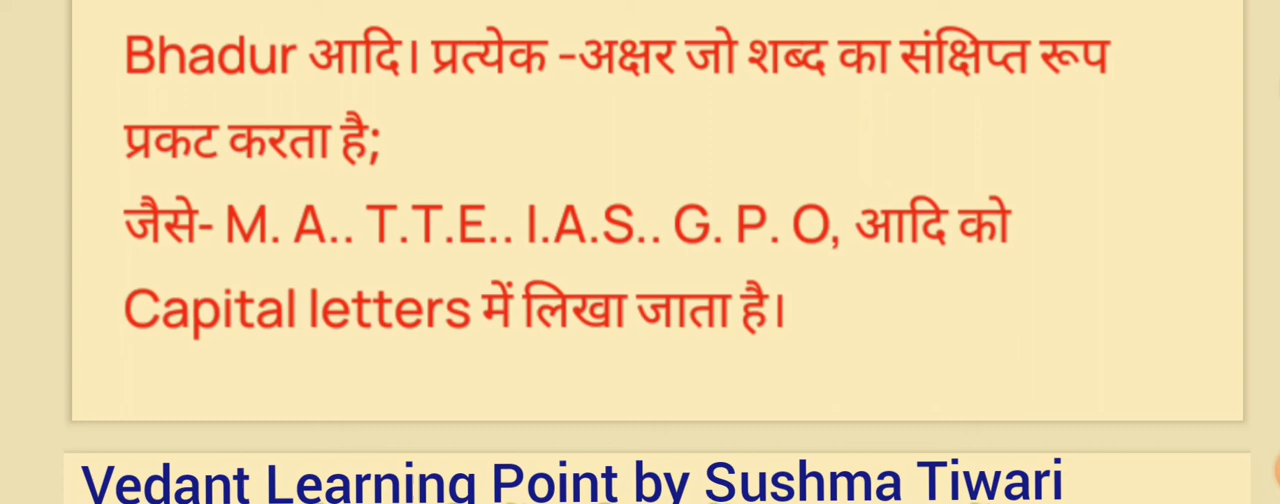 Bhadur आदि। प्रत्येक -अक्षर जो शब्द का संक्षिप्त रूप
प्रकट करता है;
जैसे- M. A.. T.T.E.. I.A.S.. G. P. O, आदि को
Capital letters में लिखा जाता है।
Vedant Learning Point by Sushma Tiwari